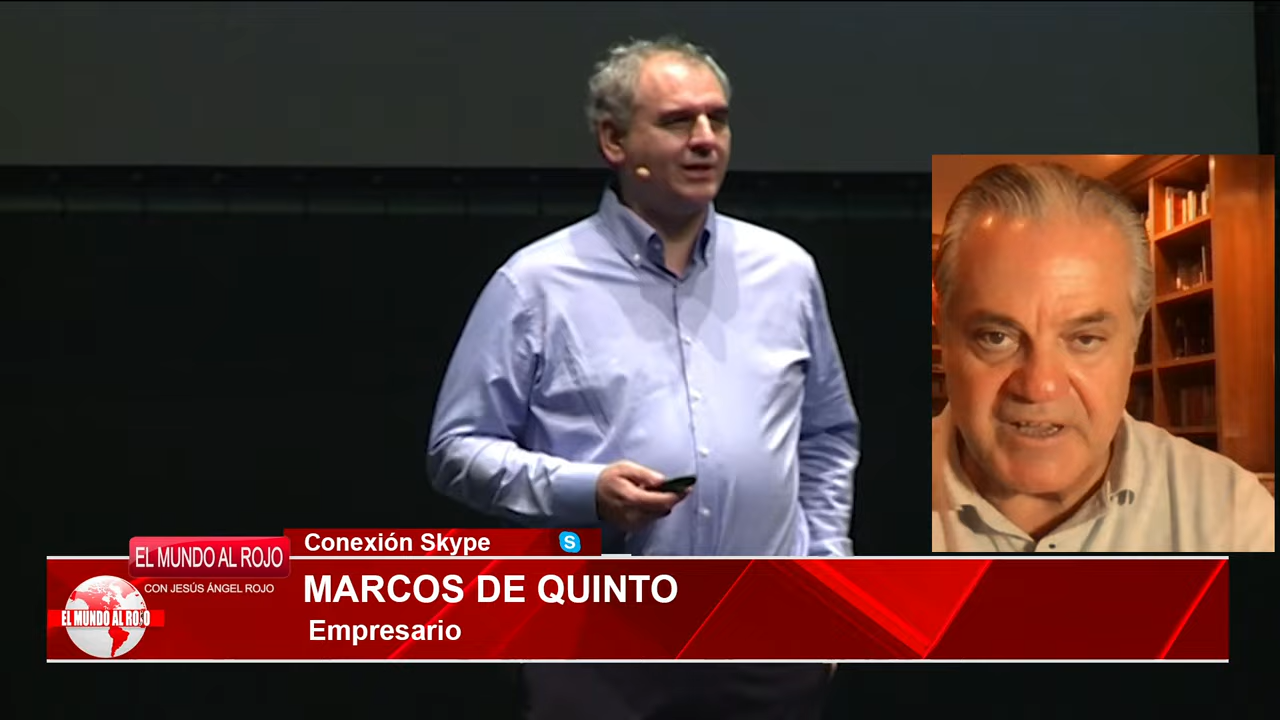 Conexión Skype
EL MUNDO AL ROJO
CON JESÚS ÁNGEL ROJO
EL MUNDO AL ROJO
MARCOS DE QUINTO
Empresario